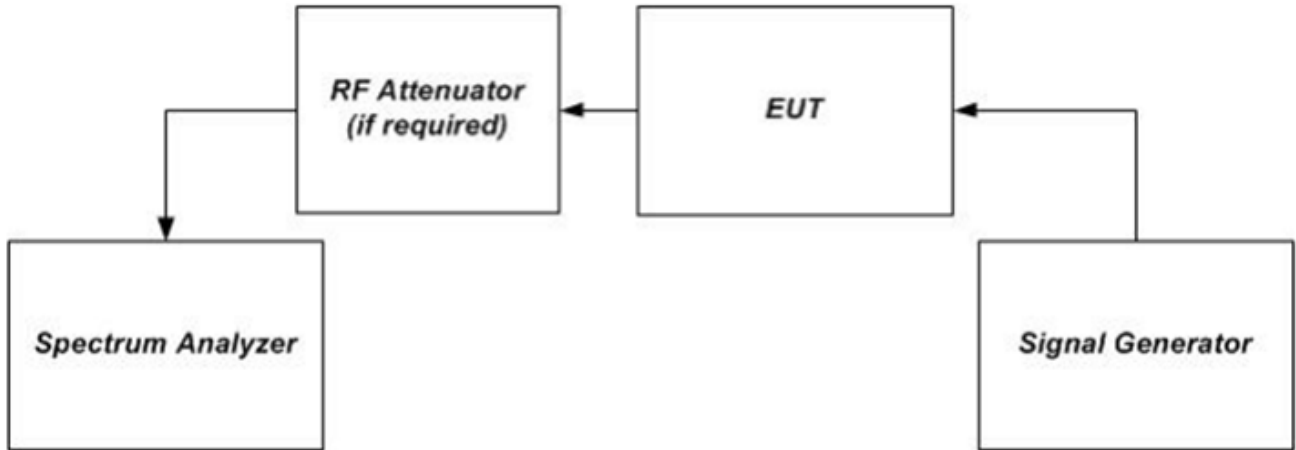 RF Attenuator
(if required)
EUT
Spectrum Analyzer
Signal Generator